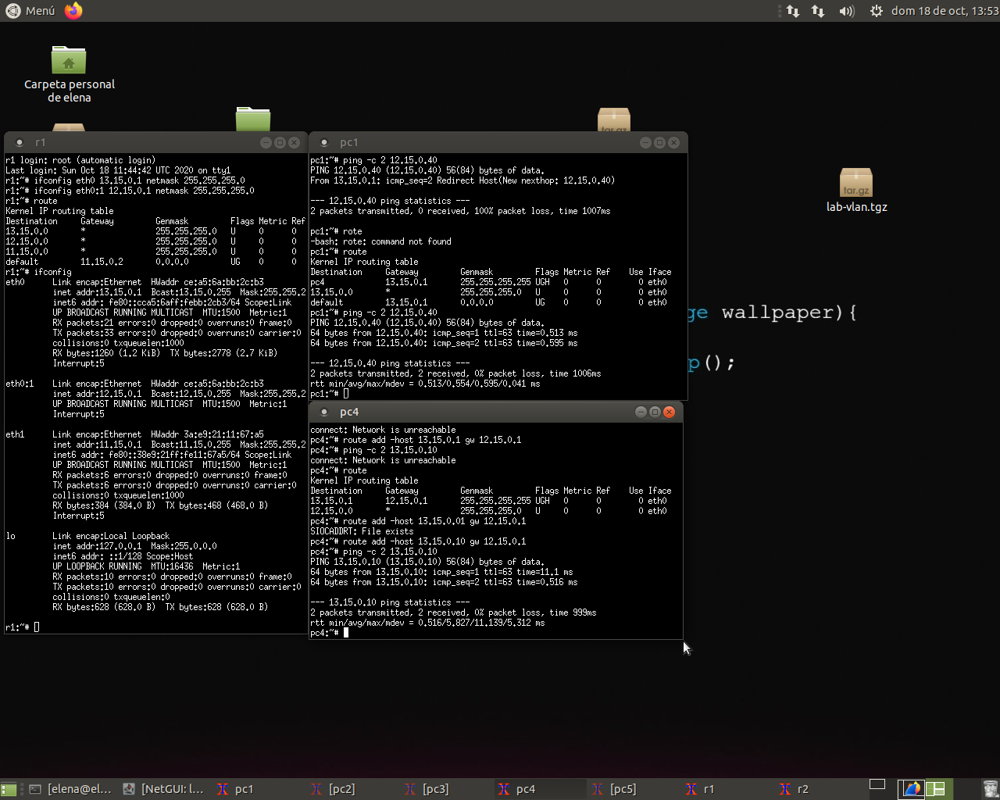 Menú
dom 18 de oct, 13:53
Carpeta personal
de elena
tar.gz
tar.gz
lab-vlan.tgz
ge wallpaper){
p();
r1
r1 login: root (automatic login)
Last login: Sun Oct 18 11:44:42 UTC 2020 on tty1
r1:~# ifconfig eth0 13.15.0.1 netmask 255.255.255.0
r1:~# ifconfig eth0:1 12.15.0.1 netmask 255.255.255.0
r1:~# route
Kernel IP routing table
Destination     Gateway         Genmask         Flags Metric Ref
13.15.0.0       *               255.255.255.0   U     0      0
12.15.0.0       *               255.255.255.0   U     0      0
11.15.0.0       *               255.255.255.0   U     0      0
default         11.15.0.2       0.0.0.0         UG    0      0
r1:~# ifconfig
eth0      Link encap:Ethernet  HWaddr ce:a5:6a:bb:2c:b3
          inet addr:13.15.0.1  Bcast:13.15.0.255  Mask:255.255.2
          inet6 addr: fe80::cca5:6aff:febb:2cb3/64 Scope:Link
          UP BROADCAST RUNNING MULTICAST  MTU:1500  Metric:1
          RX packets:21 errors:0 dropped:0 overruns:0 frame:0
          TX packets:33 errors:0 dropped:0 overruns:0 carrier:0
          collisions:0 txqueuelen:1000
          RX bytes:1260 (1.2 KiB)  TX bytes:2778 (2.7 KiB)
          Interrupt:5
eth0:1    Link encap:Ethernet  HWaddr ce:a5:6a:bb:2c:b3
          inet addr:12.15.0.1  Bcast:12.15.0.255  Mask:255.255.2
          UP BROADCAST RUNNING MULTICAST  MTU:1500  Metric:1
          Interrupt:5
eth1      Link encap:Ethernet  HWaddr 3a:e9:21:11:67:a5
          inet addr:11.15.0.1  Bcast:11.15.0.255  Mask:255.255.2
          inet6 addr: fe80::38e9:21ff:fe11:67a5/64 Scope:Link
          UP BROADCAST RUNNING MULTICAST  MTU:1500  Metric:1
          RX packets:6 errors:0 dropped:0 overruns:0 frame:0
          TX packets:6 errors:0 dropped:0 overruns:0 carrier:0
          collisions:0 txqueuelen:1000
          RX bytes:384 (384.0 B)  TX bytes:468 (468.0 B)
          Interrupt:5
lo        Link encap:Local Loopback
          inet addr:127.0.0.1  Mask:255.0.0.0
          inet6 addr: ::1/128 Scope:Host
          UP LOOPBACK RUNNING  MTU:16436  Metric:1
          RX packets:10 errors:0 dropped:0 overruns:0 frame:0
          TX packets:10 errors:0 dropped:0 overruns:0 carrier:0
          collisions:0 txqueuelen:0
          RX bytes:628 (628.0 B)  TX bytes:628 (628.0 B)
r1:~#
pc1
pc1:~# ping -c 2 12.15.0.40
PING 12.15.0.40 (12.15.0.40) 56(84) bytes of data.
From 13.15.0.1: icmp_seq=2 Redirect Host(New nexthop: 12.15.0.40)
--- 12.15.0.40 ping statistics ---
2 packets transmitted, 0 received, 100% packet loss, time 1007ms
pc1:~# rote
-bash: rote: command not found
pc1:~# route
Kernel IP routing table
Destination     Gateway         Genmask         Flags Metric Ref    Use Iface
pc4             13.15.0.1       255.255.255.255 UGH   0      0        0 eth0
13.15.0.0       *               255.255.255.0   U     0      0        0 eth0
default         13.15.0.1       0.0.0.0         UG    0      0        0 eth0
pc1:~# ping -c 2 12.15.0.40
PING 12.15.0.40 (12.15.0.40) 56(84) bytes of data.
64 bytes from 12.15.0.40: icmp_seq=1 ttl=63 time=0.513 ms
64 bytes from 12.15.0.40: icmp_seq=2 ttl=63 time=0.595 ms
--- 12.15.0.40 ping statistics ---
2 packets transmitted, 2 received, 0% packet loss, time 1006ms
rtt min/avg/max/mdev = 0.513/0.554/0.595/0.041 ms
pc1:~#
pc4
connect: Network is unreachable
pc4:~# route add -host 13.15.0.1 gw 12.15.0.1
pc4:~# ping -c 2 13.15.0.10
connect: Network is unreachable
pc4:~# route
Kernel IP routing table
Destination     Gateway         Genmask         Flags Metric Ref    Use Iface
13.15.0.1       12.15.0.1       255.255.255.255 UGH   0      0        0 eth0
12.15.0.0       *               255.255.255.0   U     0      0        0 eth0
pc4:~# route add -host 13.15.0.01 gw 12.15.0.1
SIOCADDRT: File exists
pc4:~# route add -host 13.15.0.10 gw 12.15.0.1
pc4:~# ping -c 2 13.15.0.10
PING 13.15.0.10 (13.15.0.10) 56(84) bytes of data.
64 bytes from 13.15.0.10: icmp_seq=1 ttl=63 time=11.1 ms
64 bytes from 13.15.0.10: icmp_seq=2 ttl=63 time=0.516 ms
--- 13.15.0.10 ping statistics ---
2 packets transmitted, 2 received, 0% packet loss, time 999ms
rtt min/avg/max/mdev = 0.516/5.827/11.139/5.312 ms
pc4:~#
[elena@el...
[NetGUI: l...
pc1
[pc2]
[pc3]
pc4
[pc5]
r1
r2